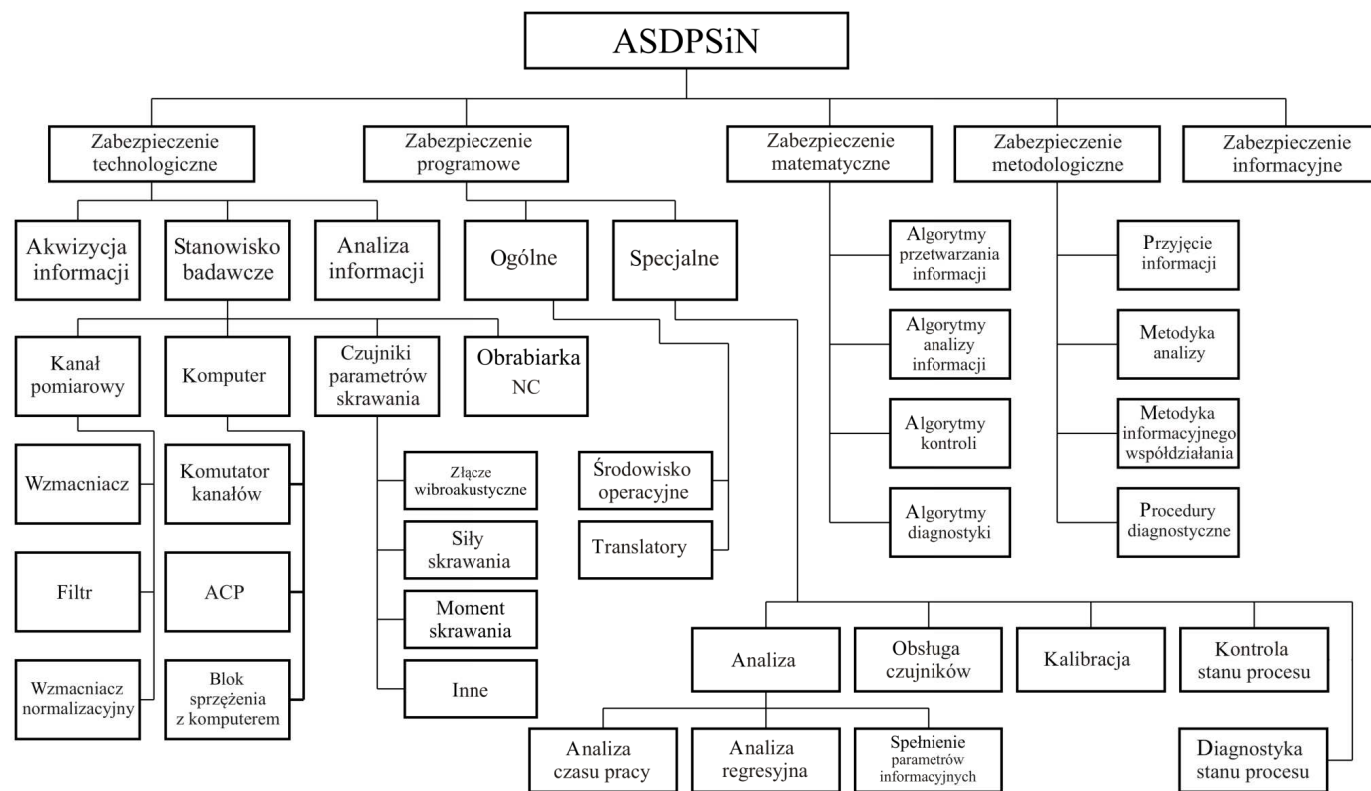 ASDPSiN
Zabezpieczenie
technologiczne
Zabezpieczenie
programowe
Zabezpieczenie
matematyczne
Zabezpieczenie
metodologiczne
Zabezpieczenie
informacyjne
Akwizycja
informacji
Stanowisko
badawcze
Analiza
informacji
Ogólne
Specjalne
Algorytmy
przetwarzania
informacji
Przyjęcie
informacji
Kanał
pomiarowy
Komputer
Czujniki
parametrów
skrawania
Obrabiarka
NC
Algorytmy
analizy
informacji
Metodyka
analizy
Wzmacniacz
Komutator
kanałów
Złącze
wibroakustyczne
Środowisko
operacyjne
Algorytmy
kontroli
Metodyka
informacyjnego
współdziałania
Siły
skrawania
Translatory
Algorytmy
diagnostyki
Procedury
diagnostyczne
Filtr
ACP
Moment
skrawania
Analiza
Obsługa
czujników
Kalibracja
Kontrola
stanu procesu
Wzmacniacz
normalizacyjny
Blok
sprzężenia
z komputerem
Inne
Analiza
czasu pracy
Analiza
regresyjna
Spełnienie
parametrów
informacyjnych
Diagnostyka
stanu procesu